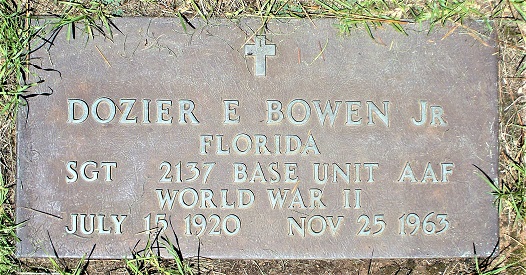 DOZIER E BOWEN JR
FLORIDA
SGT 2137 BASE UNIT AAF
WORLD WAR II
JULY 15 1920 NOV 25 1963